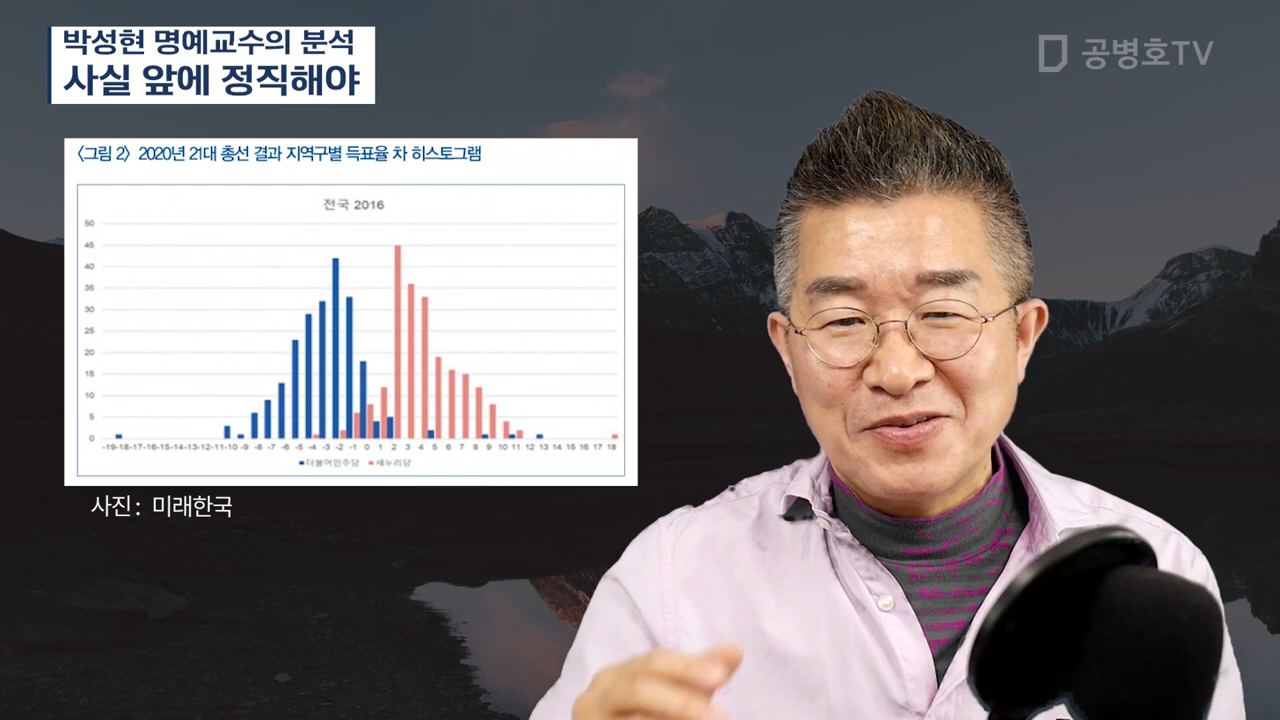 박성현 명예교수의 분석
사실 앞에 정직해야
공병호TV
〈그림 2〉 2020년 21대 총선 결과 지역구별 득표율 차 히스토그램
전국 2016
50
45
40
35
30
25
20
15
10
5
0
-19-18-17-16-15-14-13-12-11-10 -9 -8 -7 -6 -5 -4 -3 -2 -1 0 1 2 3 4 5 6 7 8 9 10 11 12 13 14 15 16 17 18
더불어민주당 새누리당
사진: 미래한국